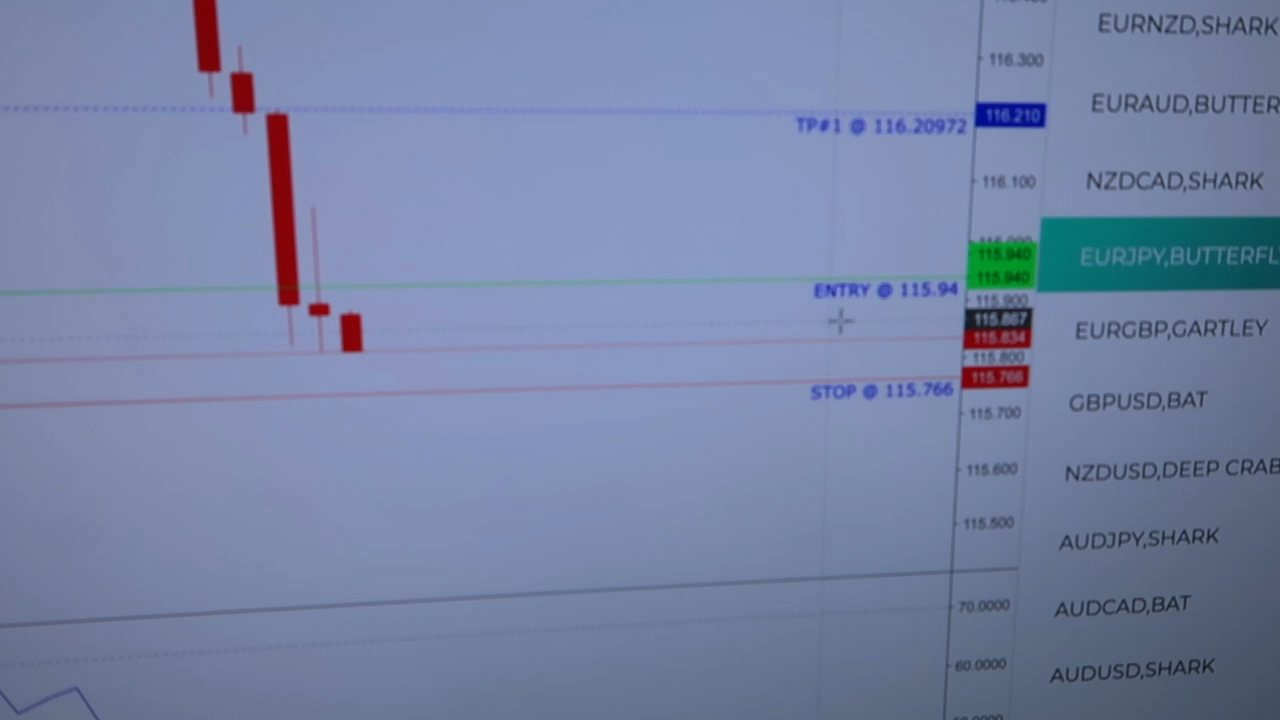 EURNZD,SHARK
116.300
EURAUD,BUTTER
116.210
TP#1 @ 116.20972
116.100
NZDCAD,SHARK
116.000
115.940
EURJPY,BUTTERFL
115.940
ENTRY @ 115.94
115.900
115.867
115.834
EURGBP,GARTLEY
115.800
115.766
STOP @ 115.766
GBPUSD,BAT
115.700
115.600
NZDUSD,DEEP CRAB
115.500
AUDJPY,SHARK
70.0000
AUDCAD,BAT
60.0000
AUDUSD,SHARK